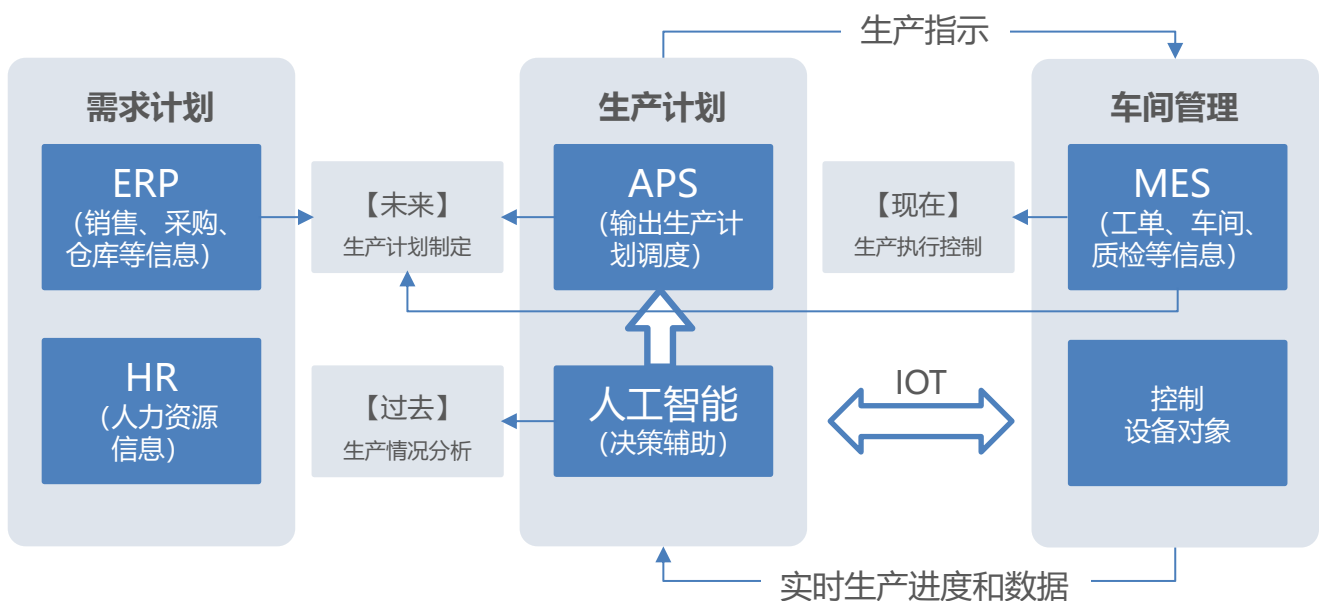 生产指示
需求计划
ERP
（销售、采购、
仓库等信息）
HR
（人力资源
信息）
【未来】
生产计划制定
【过去】
生产情况分析
生产计划
APS
（输出生产计
划调度）
人工智能
（决策辅助）
【现在】
生产执行控制
IOT
车间管理
MES
（工单、车间、
质检等信息）
控制
设备对象
实时生产进度和数据